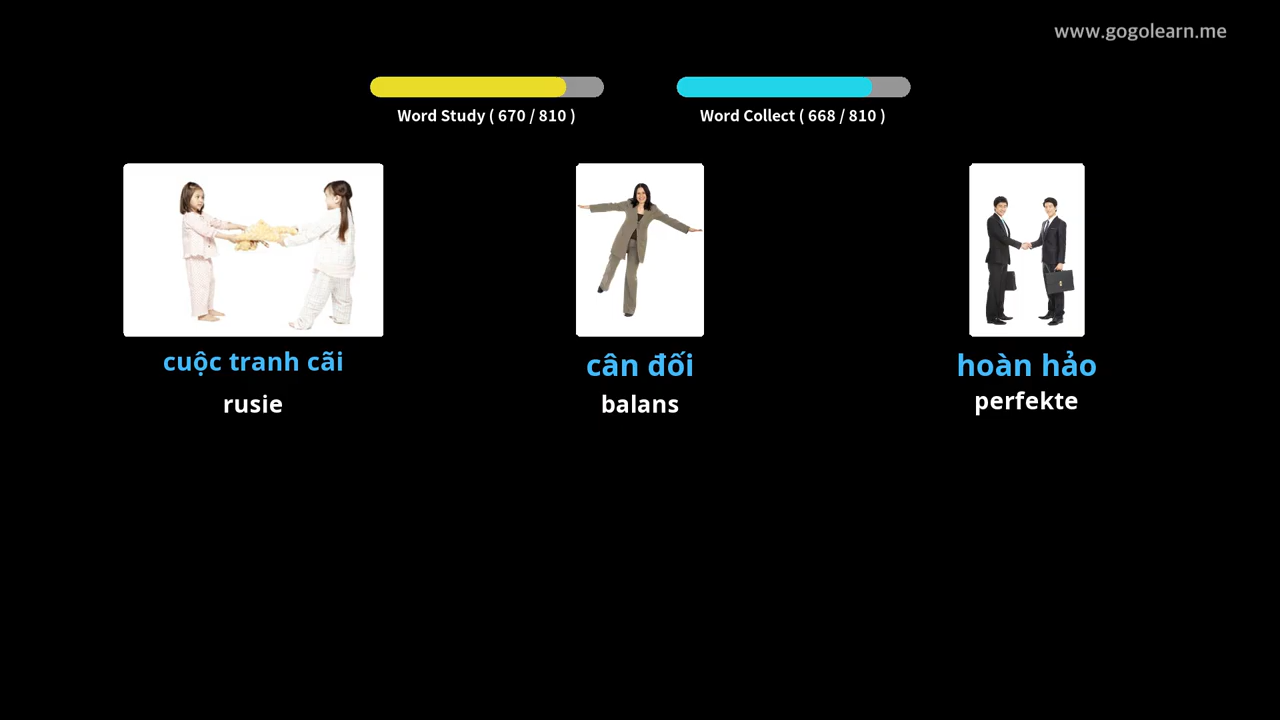 www.gogolearn.me
Word Study ( 670 / 810 )
Word Collect ( 668 / 810 )
cuộc tranh cãi
rusie
cân đối
balans
hoàn hảo
perfekte